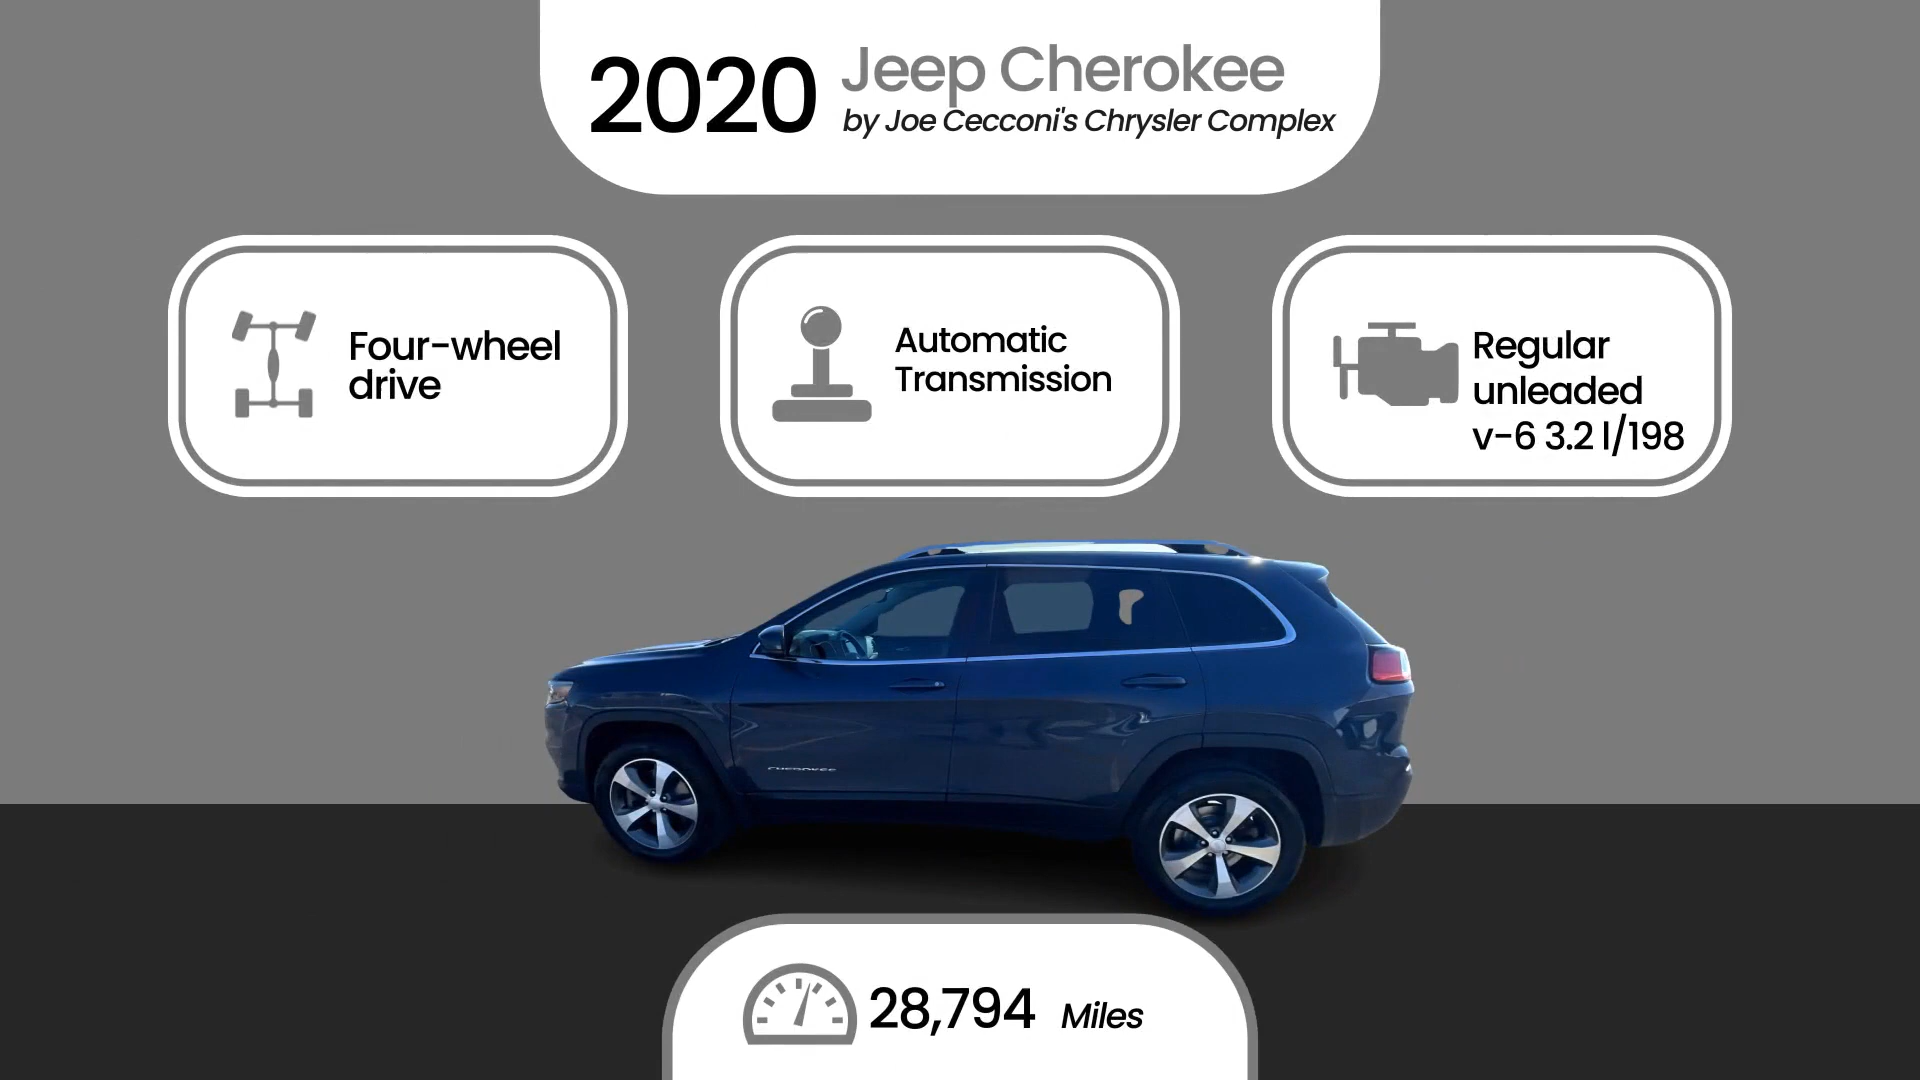 2020
Jeep Cherokee
by Joe Cecconi's Chrysler Complex
Four-wheel
drive
Automatic
Transmission
Regular
unleaded
v-6 3.2 l/198
CHEROKEE
28,794 Miles